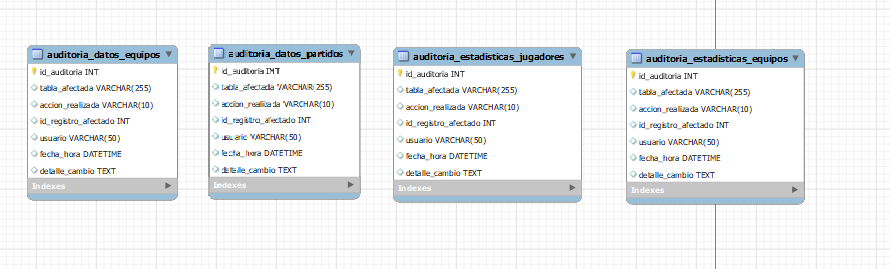 auditoria_datos_equipos
id_auditoria INT
tabla_afectada VARCHAR(255)
accion_realizada VARCHAR(10)
id_registro_afectado INT
usuario VARCHAR(50)
fecha_hora DATETIME
detalle_cambio TEXT
Indexes
auditoria_datos_partidos
id_auditoria INT
tabla_afectada VARCHAR(255)
accion_realizada VARCHAR(10)
id_registro_afectado INT
usuario VARCHAR(50)
fecha_hora DATETIME
detalle_cambio TEXT
Indexes
auditoria_estadisticas_jugadores
id_auditoria INT
tabla_afectada VARCHAR(255)
accion_realizada VARCHAR(10)
id_registro_afectado INT
usuario VARCHAR(50)
fecha_hora DATETIME
detalle_cambio TEXT
Indexes
auditoria_estadisticas_equipos
id_auditoria INT
tabla_afectada VARCHAR(255)
accion_realizada VARCHAR(10)
id_registro_afectado INT
usuario VARCHAR(50)
fecha_hora DATETIME
detalle_cambio TEXT
Indexes